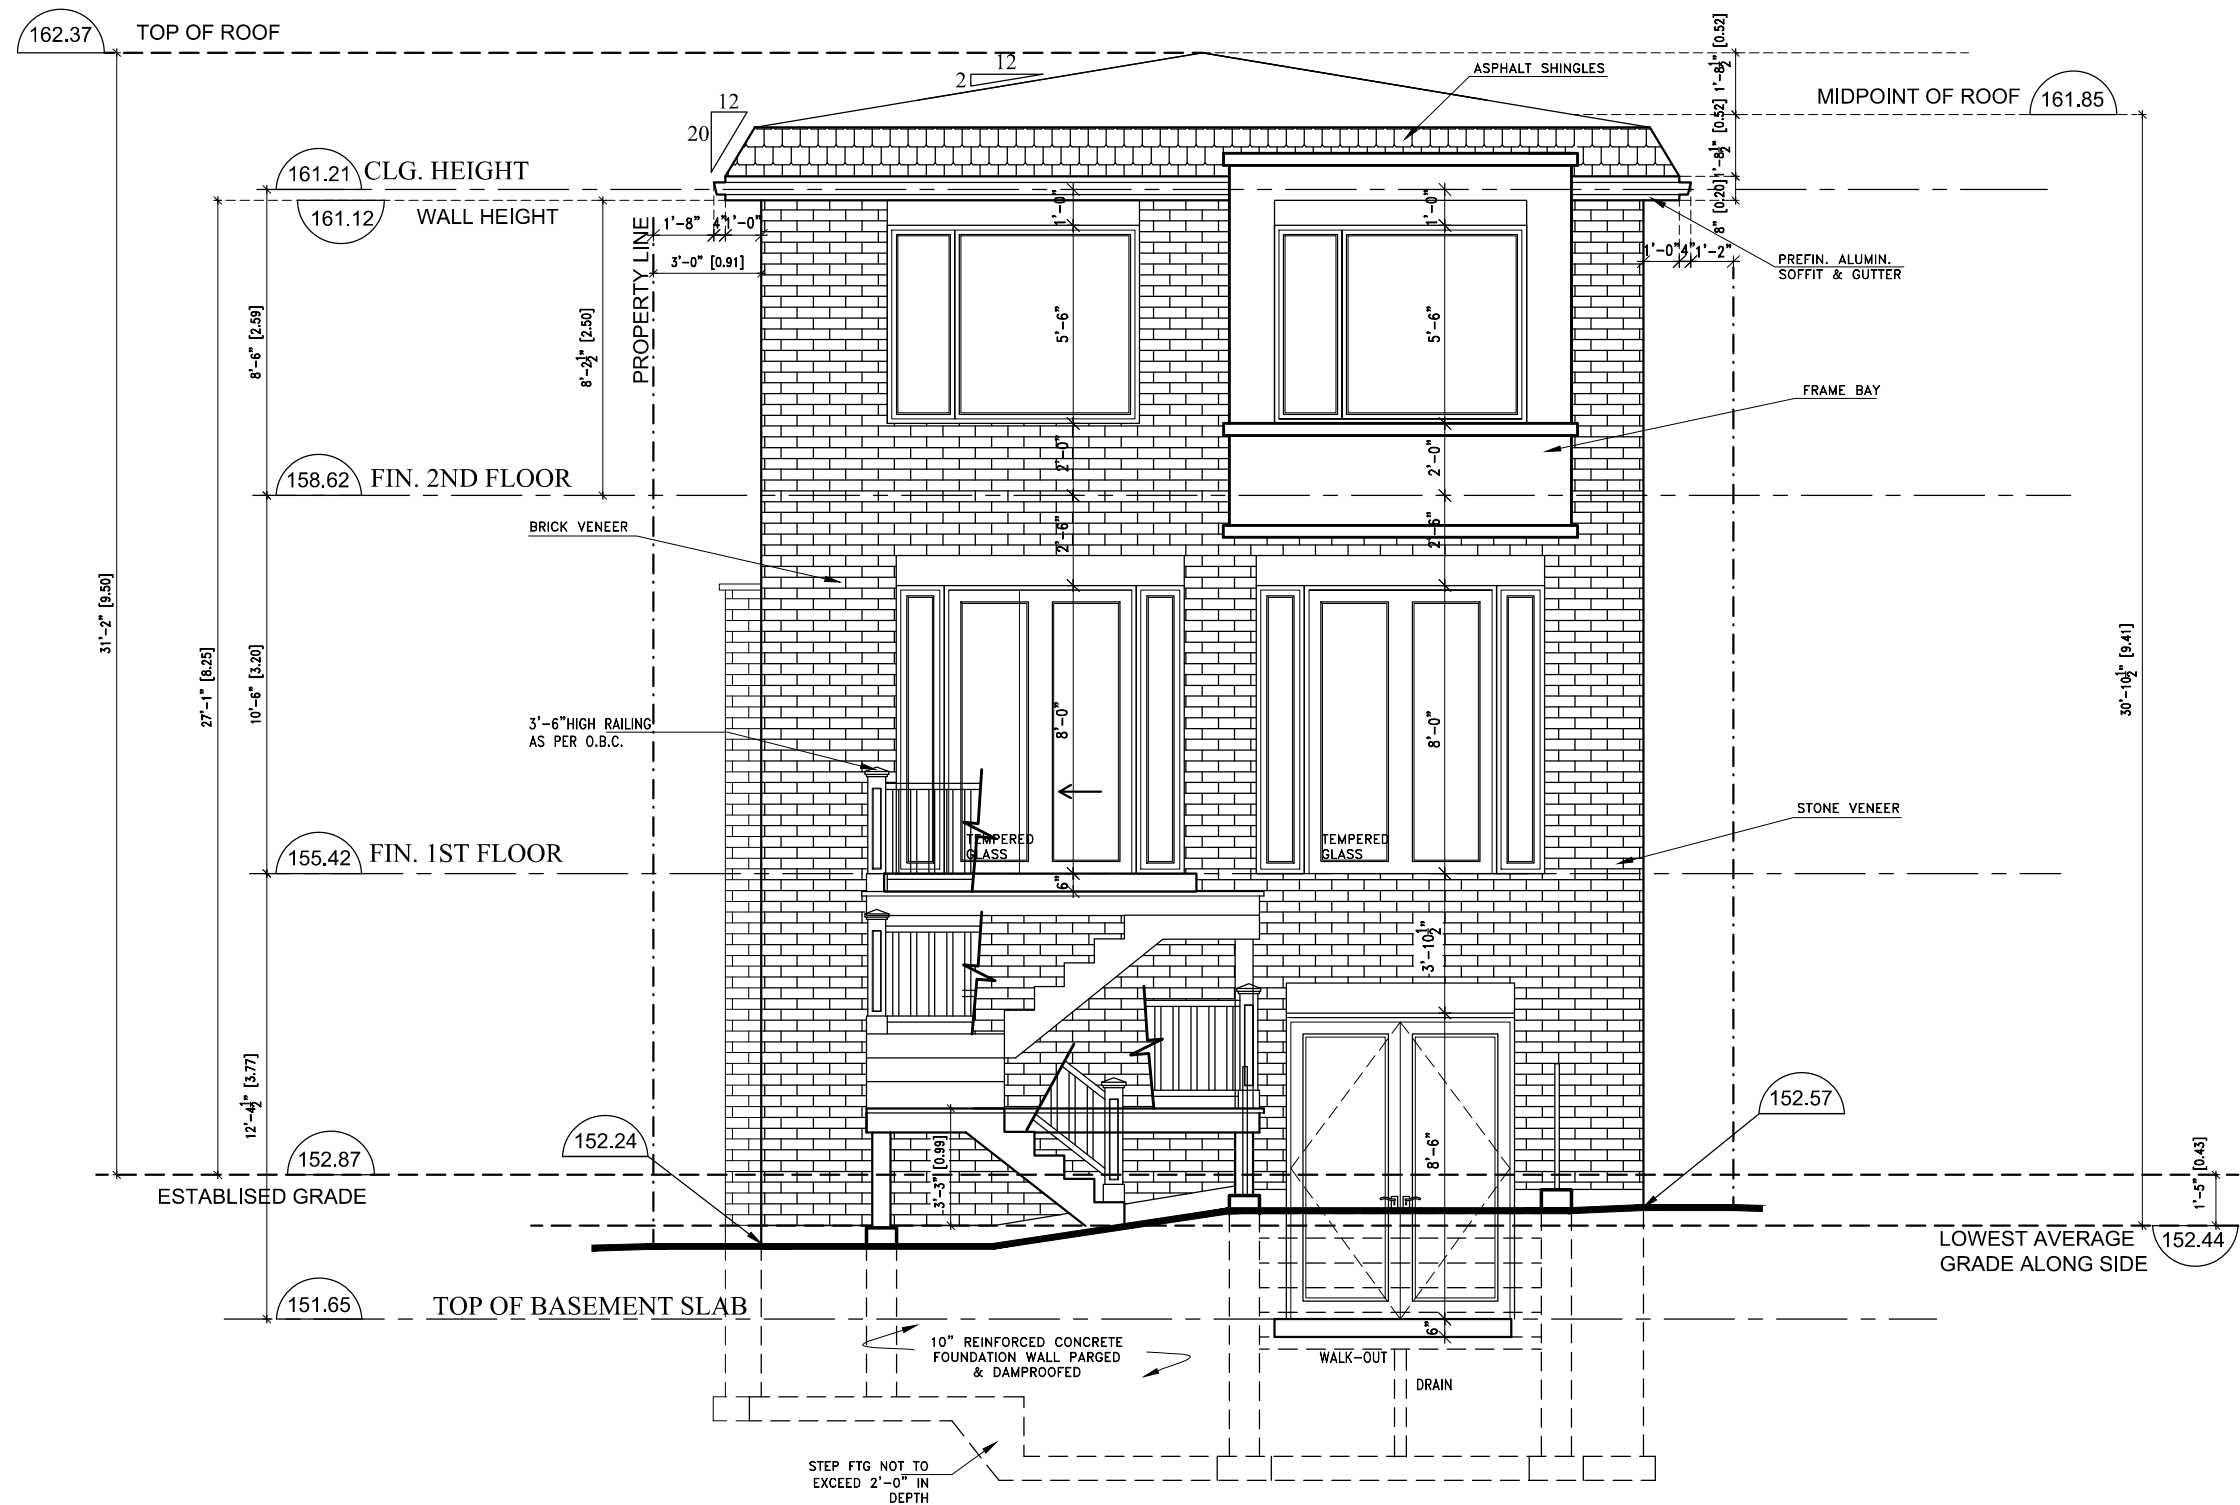 162.37 TOP OF ROOF
12
2
ASPHALT SHINGLES
1'-8½" [0.52]
MIDPOINT OF ROOF 161.85
12
20
1'-8½" [0.52]
161.21 CLG. HEIGHT
161.12 WALL HEIGHT
8" [0.20]
1'-8" 4" 1'-0"
3'-0" [0.91]
1'-0"
1'-0"
1'-0" 4" 1'-2"
PREFIN. ALUMIN.
SOFFIT & GUTTER
PROPERTY LINE
8'-6" [2.59]
8'-2½" [2.50]
5'-6"
5'-6"
FRAME BAY
2'-0"
2'-0"
158.62 FIN. 2ND FLOOR
BRICK VENEER
2'-6"
2'-6"
31'-2" [9.50]
27'-1" [8.25]
10'-6" [3.20]
30'-10½" [9.41]
3'-6"HIGH RAILING
AS PER O.B.C.
8'-0"
8'-0"
STONE VENEER
TEMPERED
GLASS
TEMPERED
GLASS
155.42 FIN. 1ST FLOOR
6"
3'-10½"
12'-4½" [3.77]
152.57
152.24
152.87
ESTABLISED GRADE
3'-3" [0.99]
8'-6"
1'-5" [0.43]
LOWEST AVERAGE
GRADE ALONG SIDE
152.44
151.65 TOP OF BASEMENT SLAB
6"
10" REINFORCED CONCRETE
FOUNDATION WALL PARGED
& DAMPROOFED
WALK-OUT
DRAIN
STEP FTG NOT TO
EXCEED 2'-0" IN
DEPTH